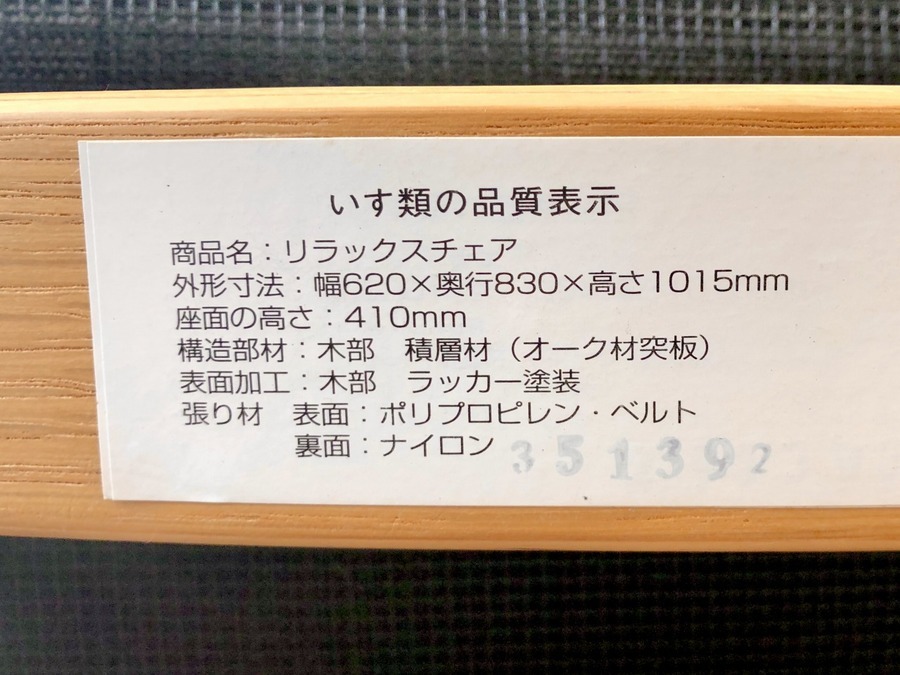 いす類の品質表示
商品名：リラックスチェア
外形寸法：幅620×奥行830×高さ1015mm
座面の高さ：410mm
構造部材：木部　積層材（オーク材突板）
表面加工：木部　ラッカー塗装
張り材　表面：ポリプロピレン・ベルト
裏面：ナイロン 351392